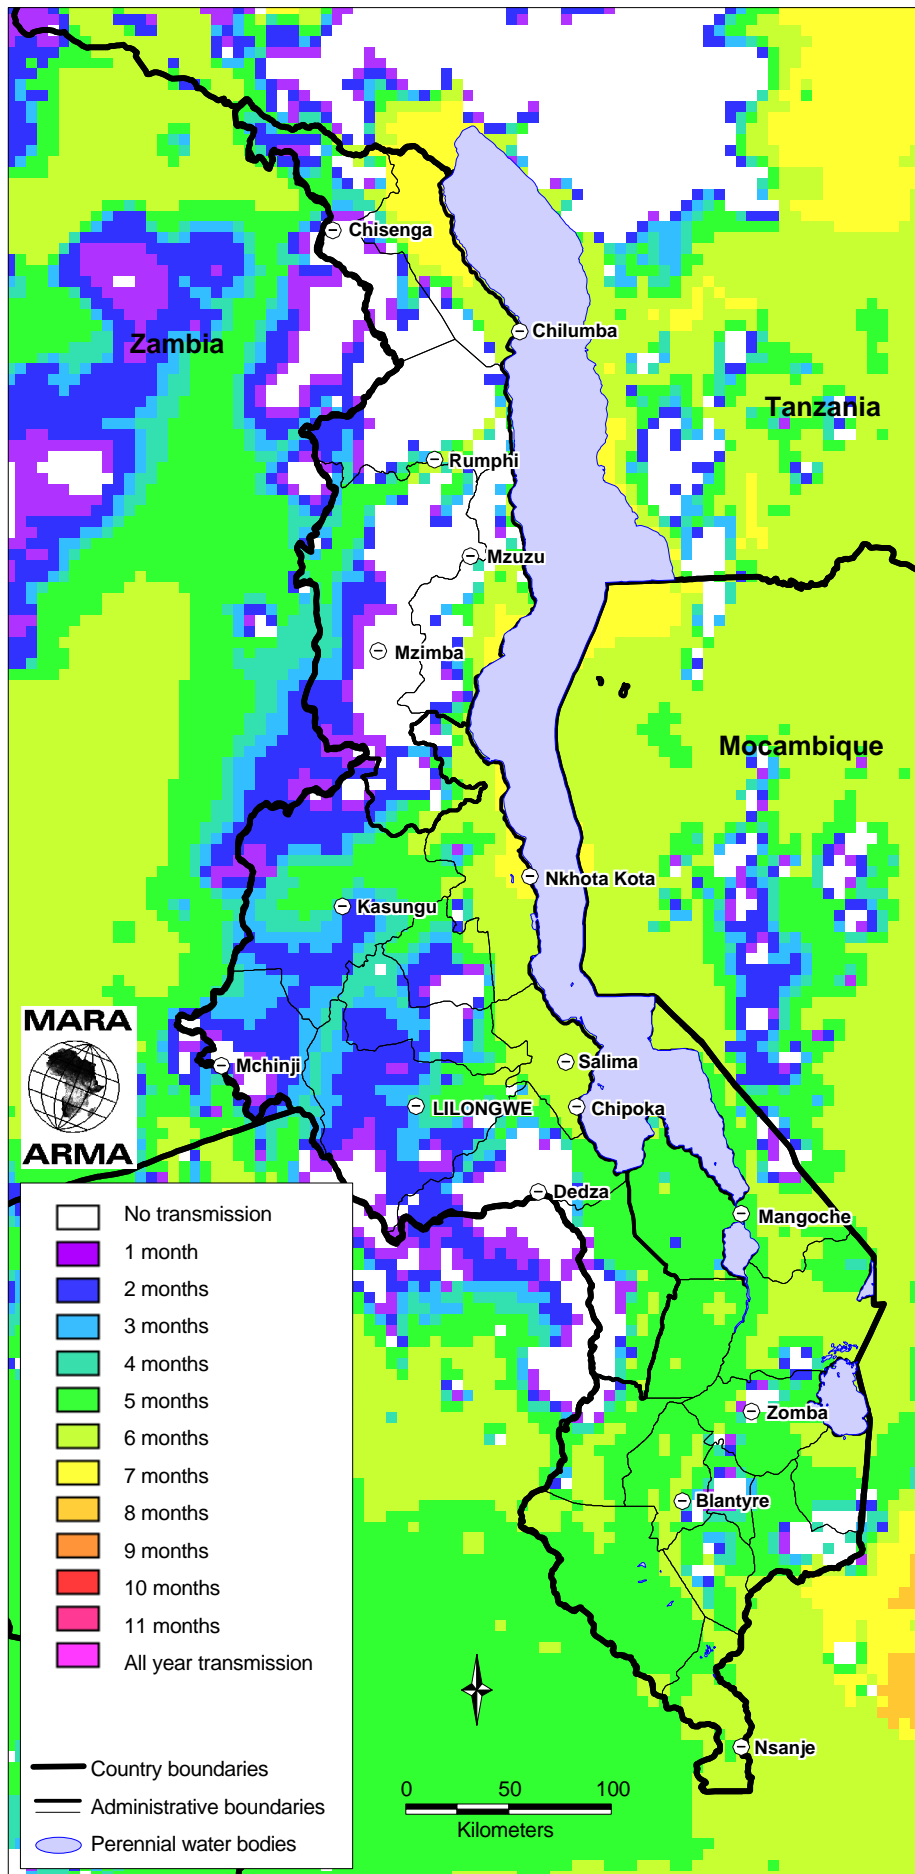 Chisenga
Chilumba
Zambia
Tanzania
Rumphi
Mzuzu
Mzimba
Mocambique
Nkhota Kota
Kasungu
MARA
ARMA
Mchinji
Salima
LILONGWE
Chipoka
Dedza
Mangoche
Zomba
Blantyre
Nsanje
No transmission
1 month
2 months
3 months
4 months
5 months
6 months
7 months
8 months
9 months
10 months
11 months
All year transmission
Country boundaries
Administrative boundaries
Perennial water bodies
0 50 100
Kilometers